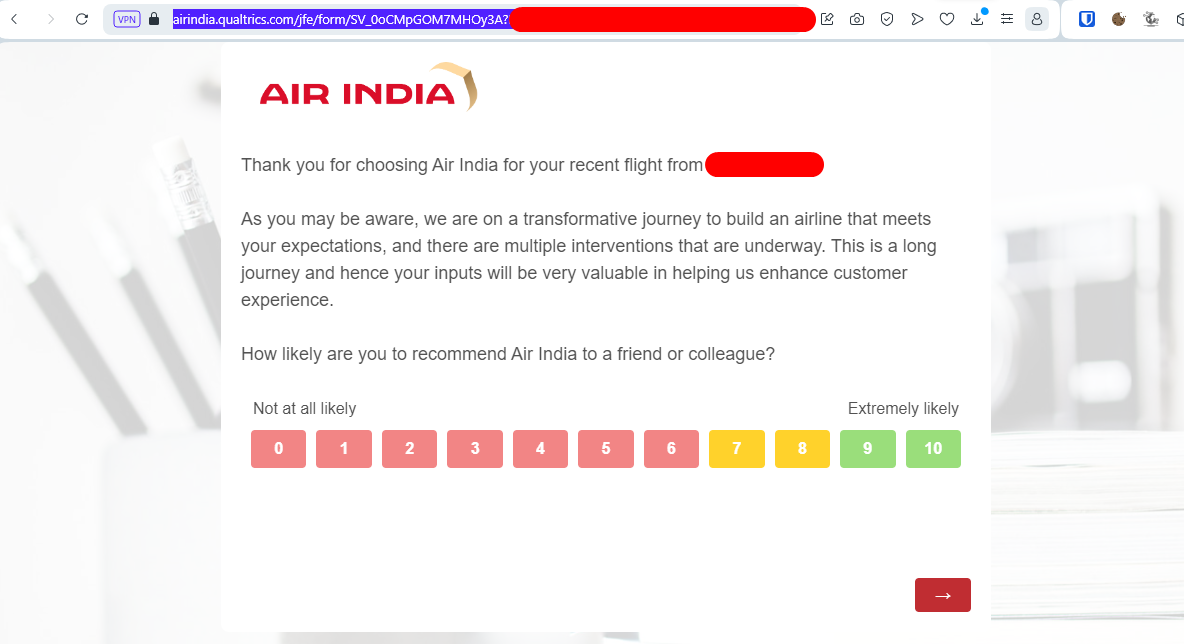 VPN
airindia.qualtrics.com/jfe/form/SV_0oCMpGOM7MHOy3A?
AIR INDIA
Thank you for choosing Air India for your recent flight from
As you may be aware, we are on a transformative journey to build an airline that meets
your expectations, and there are multiple interventions that are underway. This is a long
journey and hence your inputs will be very valuable in helping us enhance customer
experience.
How likely are you to recommend Air India to a friend or colleague?
Not at all likely Extremely likely
0 1 2 3 4 5 6 7 8 9 10